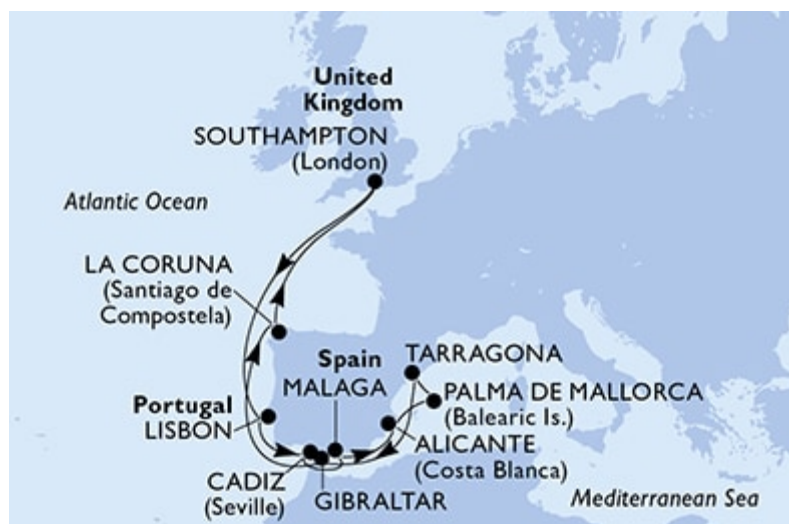 United
Kingdom
SOUTHAMPTON
(London)
Atlantic Ocean
LA CORUNA
(Santiago de
Compostela)
Spain
MALAGA
TARRAGONA
PALMA DE MALLORCA
(Balearic Is.)
Portugal
LISBON
ALICANTE
(Costa Blanca)
CADIZ
(Seville)
GIBRALTAR
Mediterranean Sea